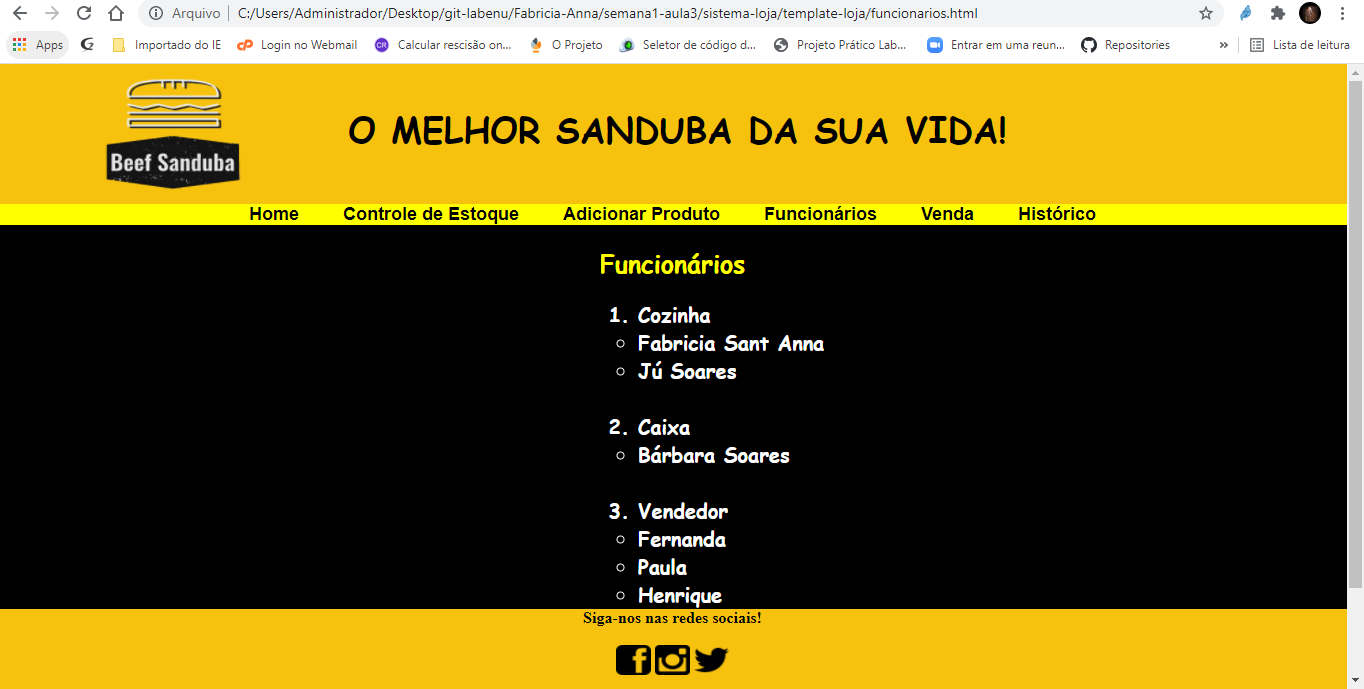 Arquivo | C:/Users/Administrador/Desktop/git-labenu/Fabricia-Anna/semana1-aula3/sistema-loja/template-loja/funcionarios.html
Apps Importado do IE Login no Webmail Calcular rescisão on... O Projeto Seletor de código d... Projeto Prático Lab... Entrar em uma reun... Repositories » Lista de leitura
O MELHOR SANDUBA DA SUA VIDA!
Beef Sanduba
Home Controle de Estoque Adicionar Produto Funcionários Venda Histórico
Funcionários
1. Cozinha
Fabricia Sant Anna
Jú Soares
2. Caixa
Bárbara Soares
3. Vendedor
Fernanda
Paula
Henrique
Siga-nos nas redes sociais!